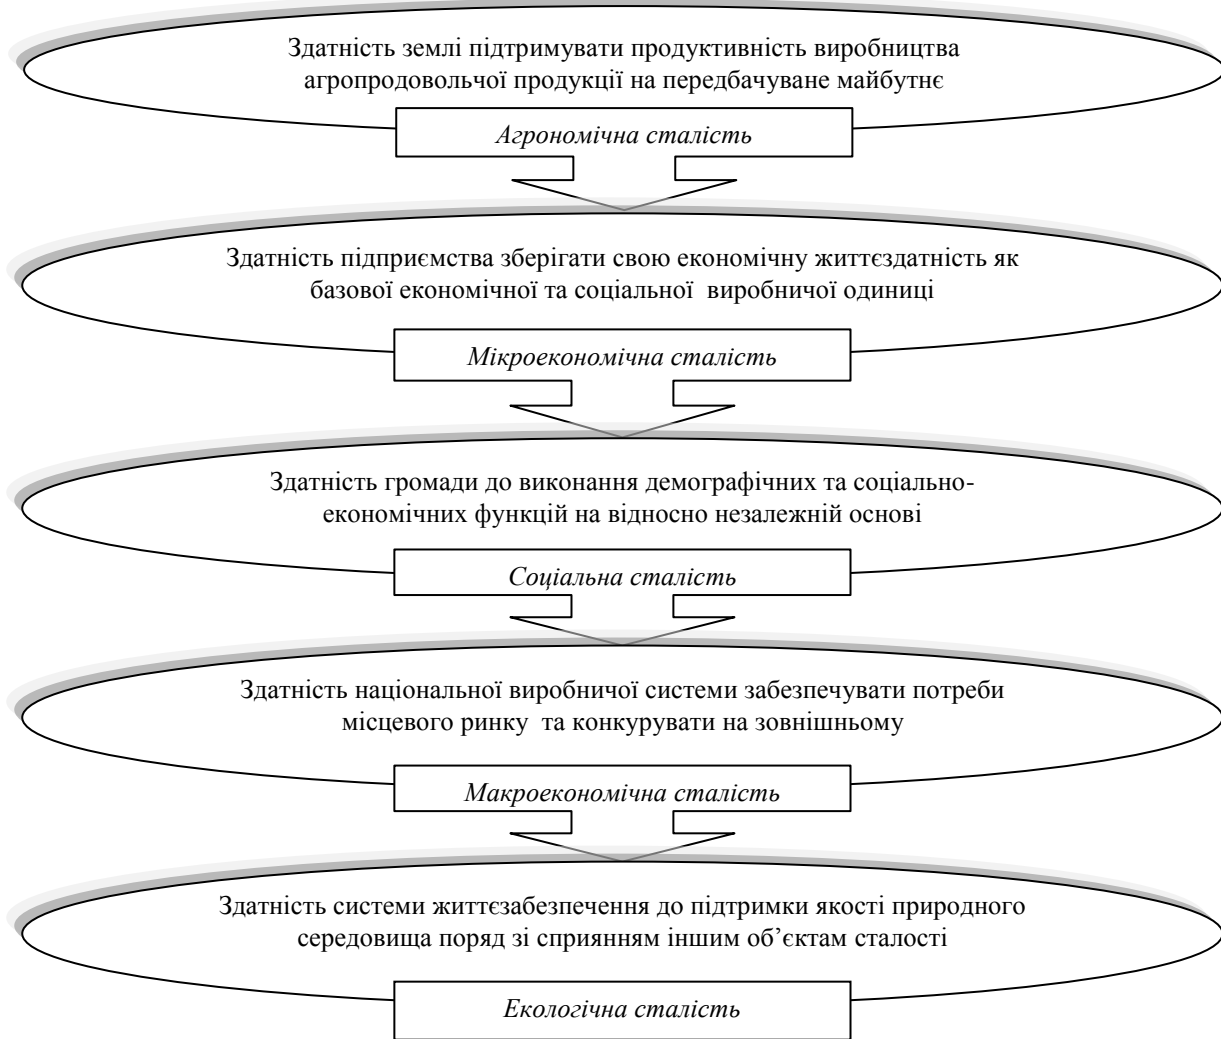 Здатність землі підтримувати продуктивність виробництва
агропродовольчої продукції на передбачуване майбутнє
Агрономічна сталість
Здатність підприємства зберігати свою економічну життєздатність як
базової економічної та соціальної виробничої одиниці
Мікроекономічна сталість
Здатність громади до виконання демографічних та соціально-
економічних функцій на відносно незалежній основі
Соціальна сталість
Здатність національної виробничої системи забезпечувати потреби
місцевого ринку та конкурувати на зовнішньому
Макроекономічна сталість
Здатність системи життєзабезпечення до підтримки якості природного
середовища поряд зі сприянням іншим об’єктам сталості
Екологічна сталість